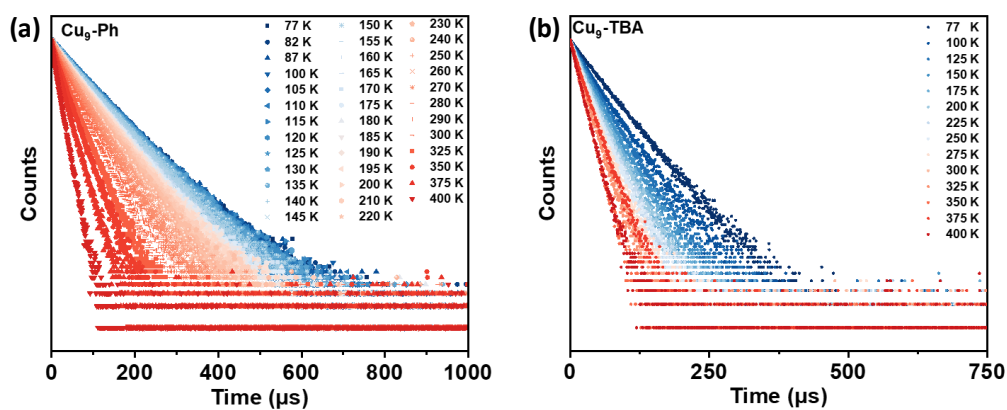 (a)
Cu9-Ph
77 K
82 K
87 K
100 K
105 K
110 K
115 K
120 K
125 K
130 K
135 K
140 K
145 K
150 K
155 K
160 K
165 K
170 K
175 K
180 K
185 K
190 K
195 K
200 K
210 K
220 K
230 K
240 K
250 K
260 K
270 K
280 K
290 K
300 K
325 K
350 K
375 K
400 K
Counts
0
200
400
600
800
1000
Time (µs)
(b)
Cu9-TBA
77 K
100 K
125 K
150 K
175 K
200 K
225 K
250 K
275 K
300 K
325 K
350 K
375 K
400 K
Counts
0
250
500
750
Time (µs)